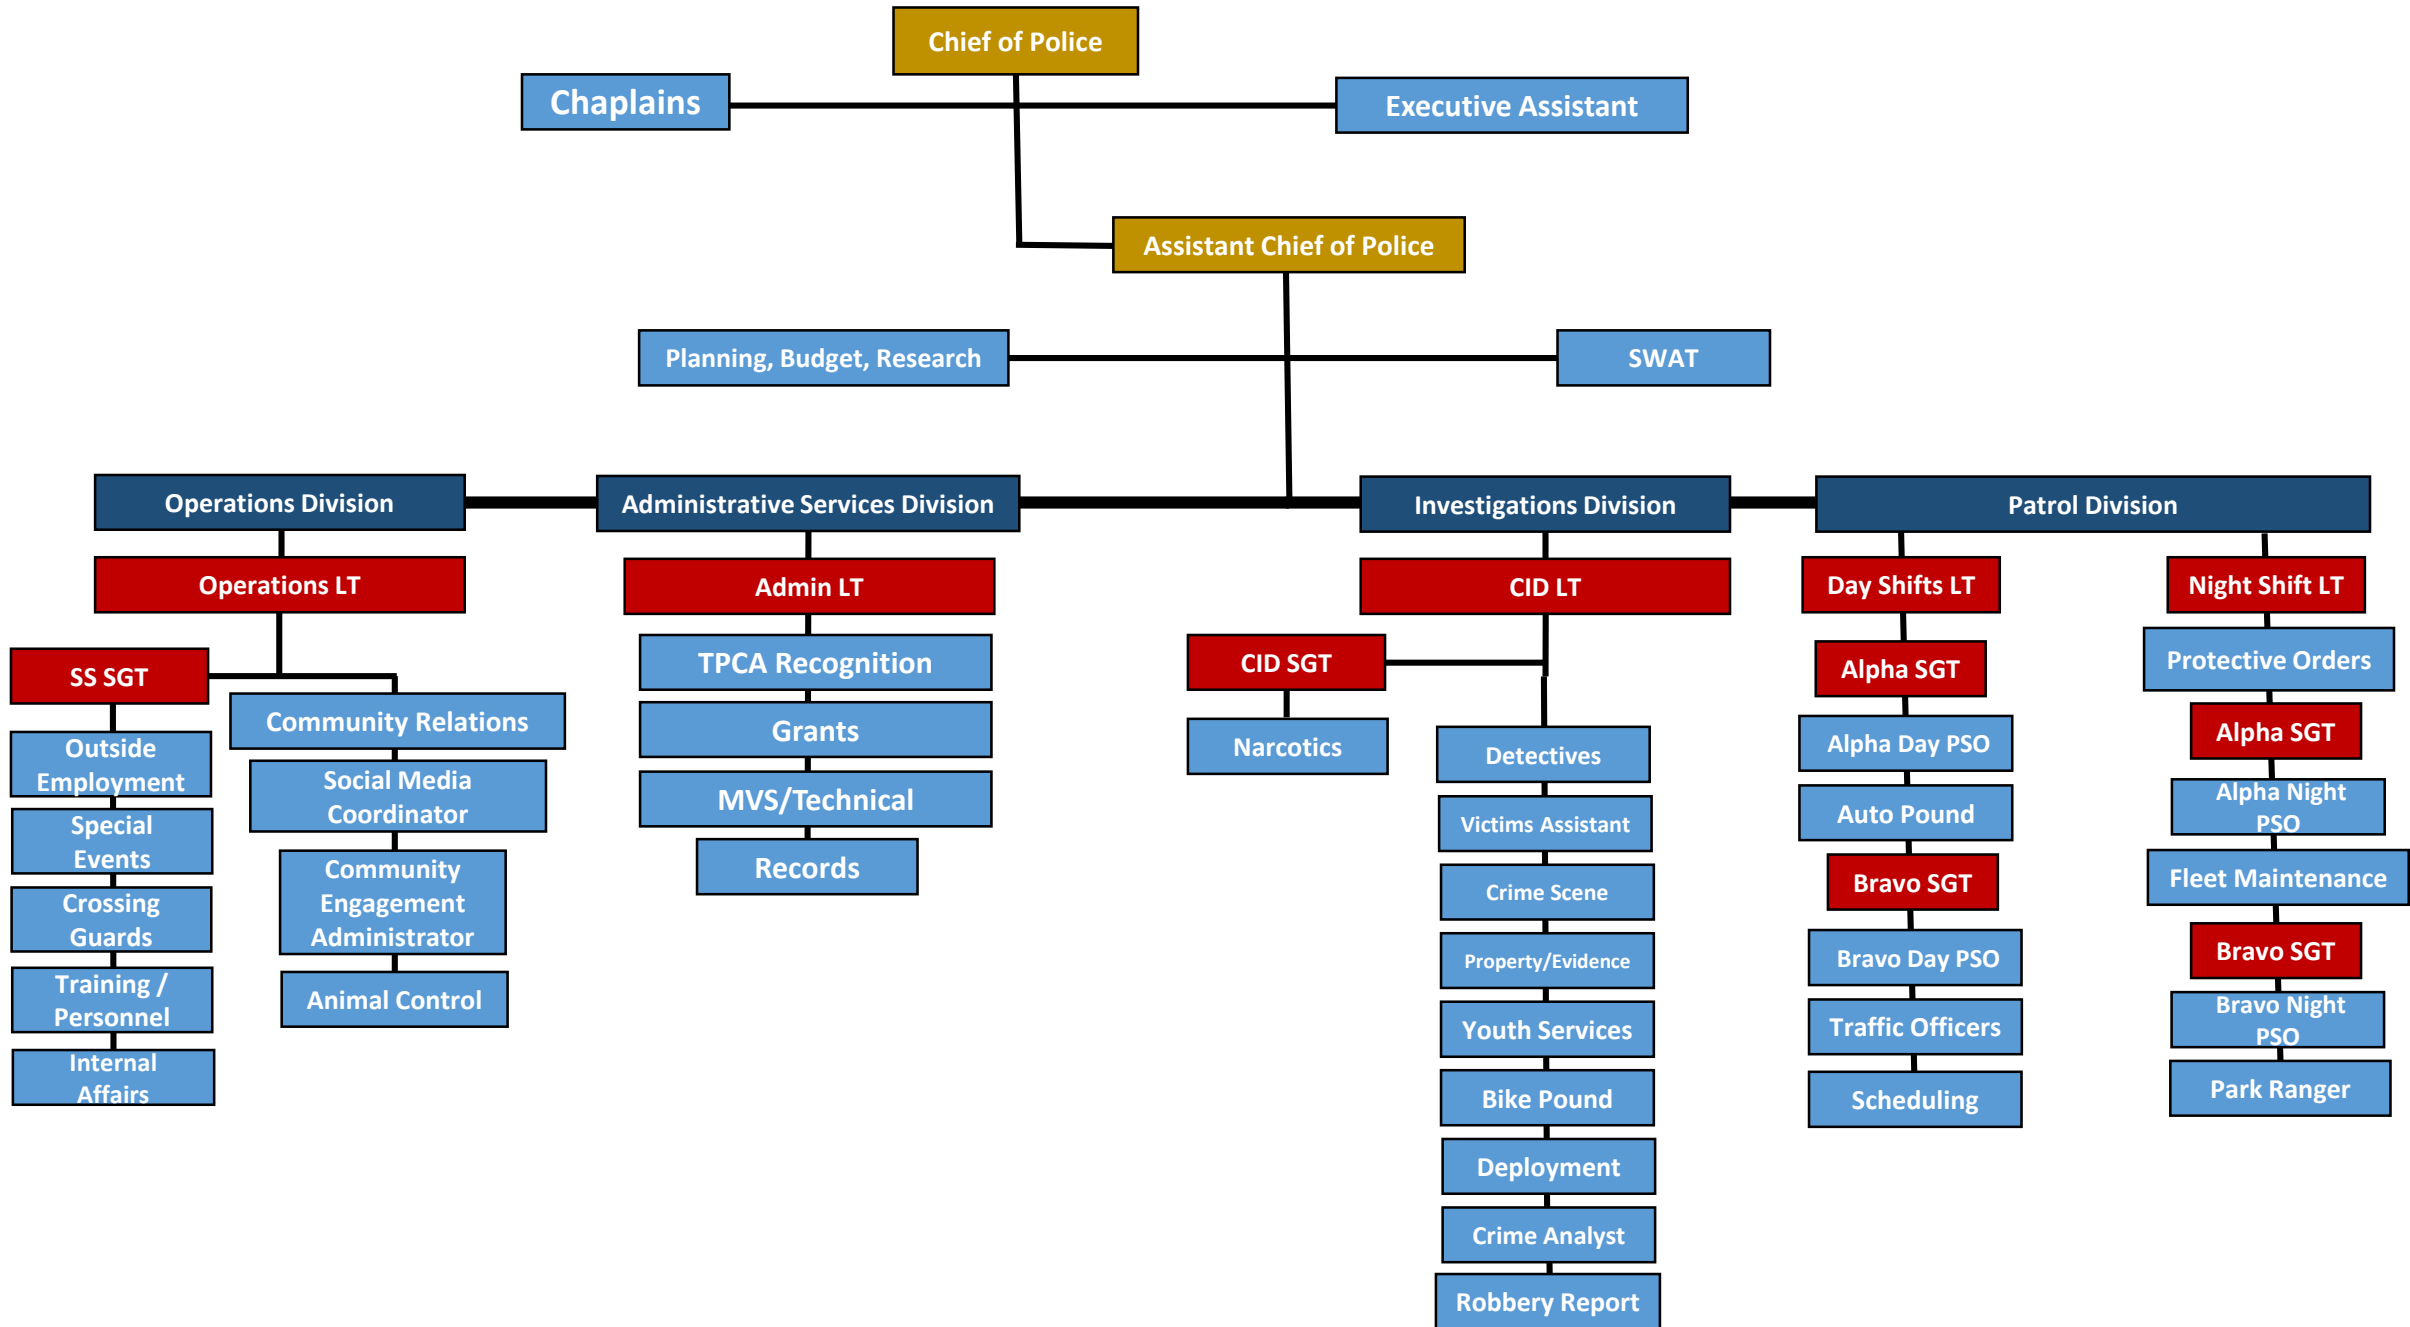 Chief of Police
Chaplains
Executive Assistant
Assistant Chief of Police
Planning, Budget, Research
SWAT
Operations Division
Administrative Services Division
Investigations Division
Patrol Division
Operations LT
Admin LT
CID LT
Day Shifts LT
Night Shift LT
SS SGT
Outside
Employment
Special
Events
Crossing
Guards
Training /
Personnel
Internal
Affairs
Community Relations
Social Media
Coordinator
Community
Engagement
Administrator
Animal Control
TPCA Recognition
Grants
MVS/Technical
Records
CID SGT
Narcotics
Detectives
Victims Assistant
Crime Scene
Property/Evidence
Youth Services
Bike Pound
Deployment
Crime Analyst
Robbery Report
Alpha SGT
Alpha Day PSO
Auto Pound
Bravo SGT
Bravo Day PSO
Traffic Officers
Scheduling
Protective Orders
Alpha SGT
Alpha Night
PSO
Fleet Maintenance
Bravo SGT
Bravo Night
PSO
Park Ranger